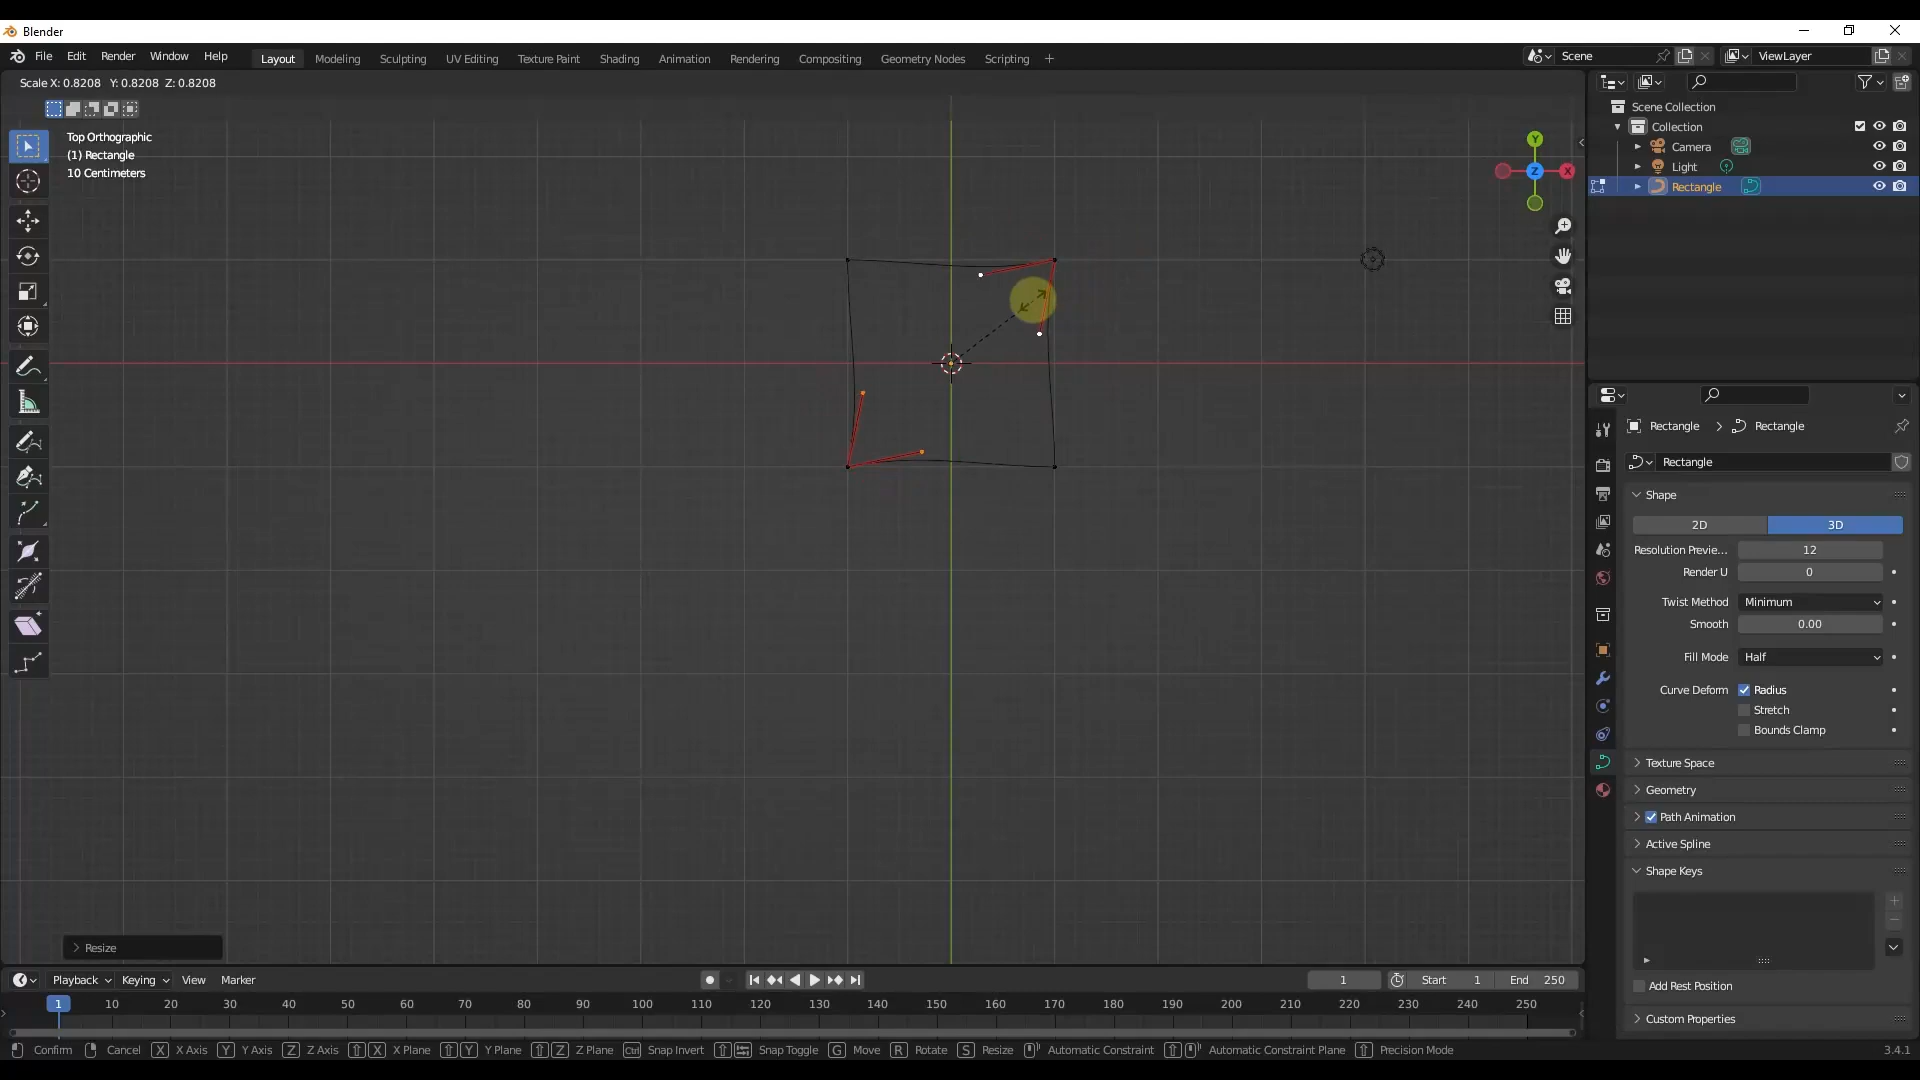 Blender
File Edit Render Window Help Layout Modeling Sculpting UV Editing Texture Paint Shading Animation Rendering Compositing Geometry Nodes Scripting + Scene ViewLayer
Scale X: 0.8208 Y: 0.8208 Z: 0.8208
Top Orthographic
(1) Rectangle
10 Centimeters
Y
Z X
Scene Collection
Collection
Camera
Light
Rectangle
Rectangle > Rectangle
Rectangle
Shape
2D 3D
Resolution Previe... 12
Render U 0
Twist Method Minimum
Smooth 0.00
Fill Mode Half
Curve Deform Radius
Stretch
Bounds Clamp
Texture Space
Geometry
Path Animation
Active Spline
Shape Keys
Add Rest Position
Custom Properties
Resize
Playback Keying View Marker 1 Start 1 End 250
1 10 20 30 40 50 60 70 80 90 100 110 120 130 140 150 160 170 180 190 200 210 220 230 240 250
Confirm Cancel X X Axis Y Y Axis Z Z Axis X X Plane Y Y Plane Z Z Plane Ctrl Snap Invert Snap Toggle G Move R Rotate S Resize Automatic Constraint Automatic Constraint Plane Precision Mode 3.4.1